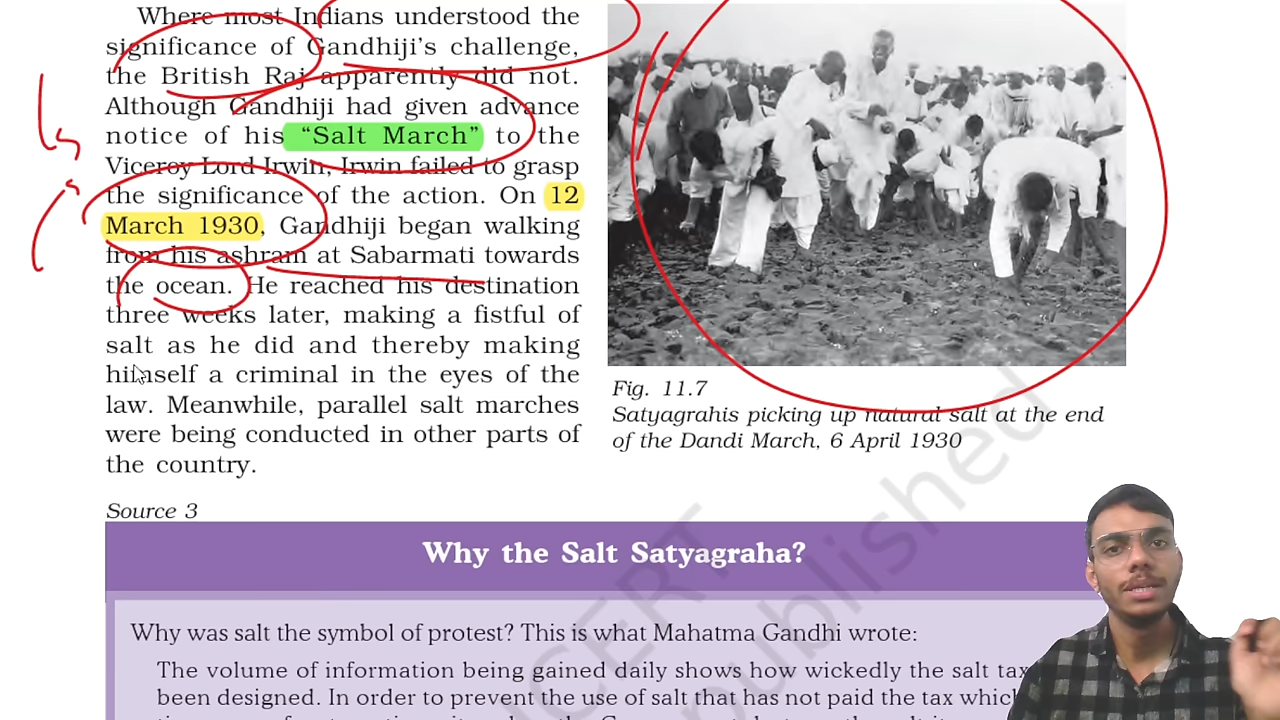 Where most Indians understood the
significance of Gandhiji's challenge,
the British Raj apparently did not.
Although Gandhiji had given advance
notice of his “Salt March” to the
Viceroy Lord Irwin, Irwin failed to grasp
the significance of the action. On 12
March 1930, Gandhiji began walking
from his ashram at Sabarmati towards
the ocean. He reached his destination
three weeks later, making a fistful of
salt as he did and thereby making
himself a criminal in the eyes of the
law. Meanwhile, parallel salt marches
were being conducted in other parts of
the country.
Fig. 11.7
Satyagrahis picking up natural salt at the end
of the Dandi March, 6 April 1930
Source 3
Why the Salt Satyagraha?
Why was salt the symbol of protest? This is what Mahatma Gandhi wrote:
The volume of information being gained daily shows how wickedly the salt tax
been designed. In order to prevent the use of salt that has not paid the tax which
NCERT
published